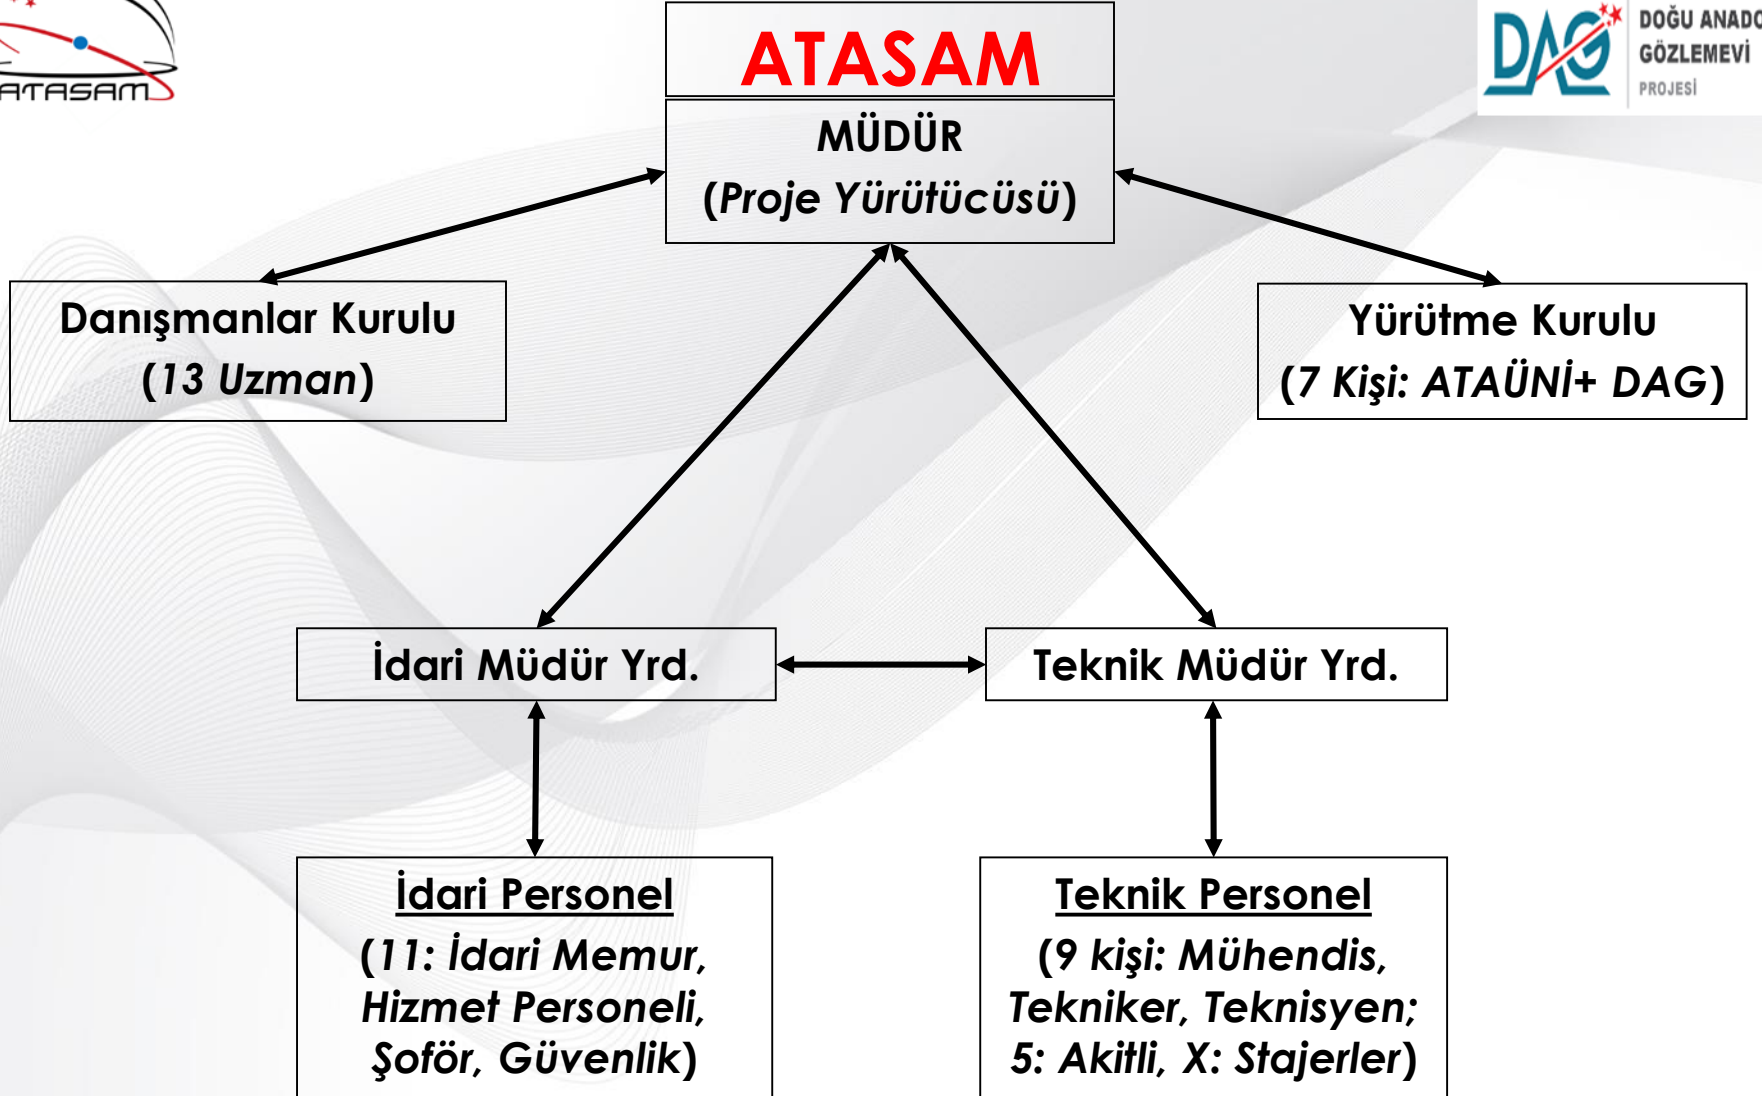 ATASAM
DAG
DOĞU ANADO
GÖZLEMEVİ
PROJESİ
ATASAM
MÜDÜR
(Proje Yürütücüsü)
Danışmanlar Kurulu
(13 Uzman)
Yürütme Kurulu
(7 Kişi: ATAÜNİ+ DAG)
İdari Müdür Yrd.
Teknik Müdür Yrd.
İdari Personel
(11: İdari Memur,
Hizmet Personeli,
Şoför, Güvenlik)
Teknik Personel
(9 kişi: Mühendis,
Tekniker, Teknisyen;
5: Akitli, X: Stajerler)